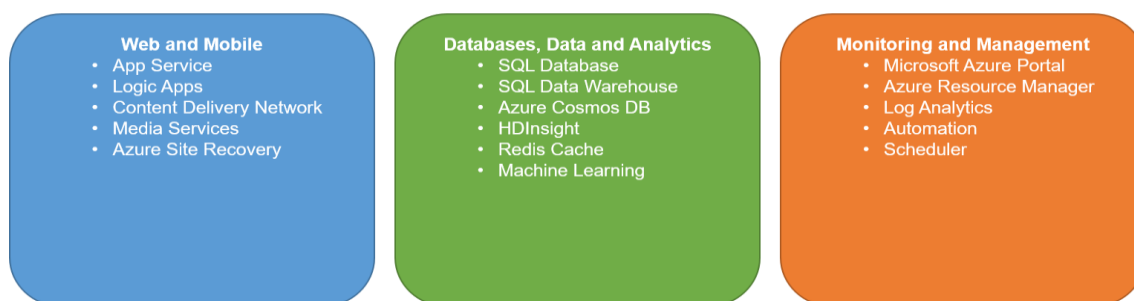 Web and Mobile
• App Service
• Logic Apps
• Content Delivery Network
• Media Services
• Azure Site Recovery
Databases, Data and Analytics
• SQL Database
• SQL Data Warehouse
• Azure Cosmos DB
• HDInsight
• Redis Cache
• Machine Learning
Monitoring and Management
• Microsoft Azure Portal
• Azure Resource Manager
• Log Analytics
• Automation
• Scheduler